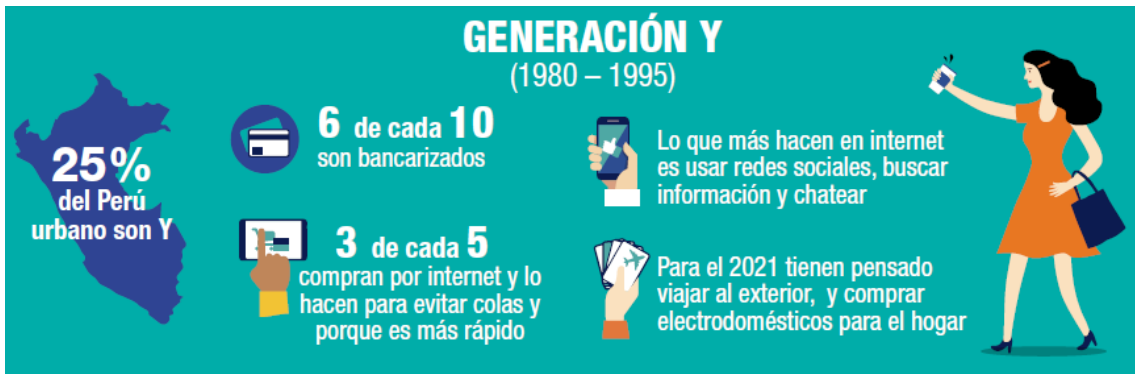 GENERACIÓN Y
(1980 – 1995)
25%
del Perú
urbano son Y
6 de cada 10
son bancarizados
3 de cada 5
compran por internet y lo
hacen para evitar colas y
porque es más rápido
Lo que más hacen en internet
es usar redes sociales, buscar
información y chatear
Para el 2021 tienen pensado
viajar al exterior, y comprar
electrodomésticos para el hogar